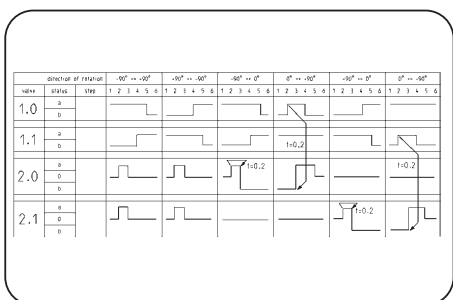 direction of rotation -90° ↔ +90° +90° ↔ -90° -90° ↔ 0° 0° ↔ +90° +90° ↔ 0° 0° ↔ -90°
valve status step 1 2 3 4 5 6 1 2 3 4 5 6 1 2 3 4 5 6 1 2 3 4 5 6 1 2 3 4 5 6 1 2 3 4 5 6
1.0 a
b
1.1 a
b t=0.2
2.0 a t=0.2 t=0.2
0
b
2.1 a t=0.2
0
b